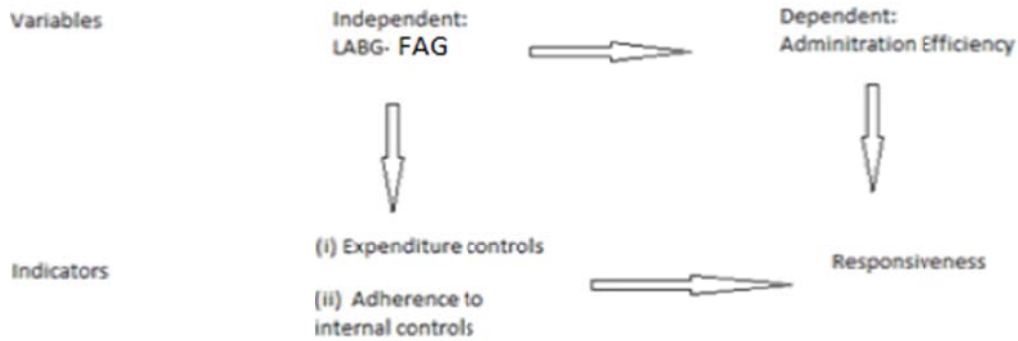 Variables
Independent:
LABG- FAG
Dependent:
Adminitration Efficiency
Indicators
(i) Expenditure controls
(ii) Adherence to
internal controls
Responsiveness